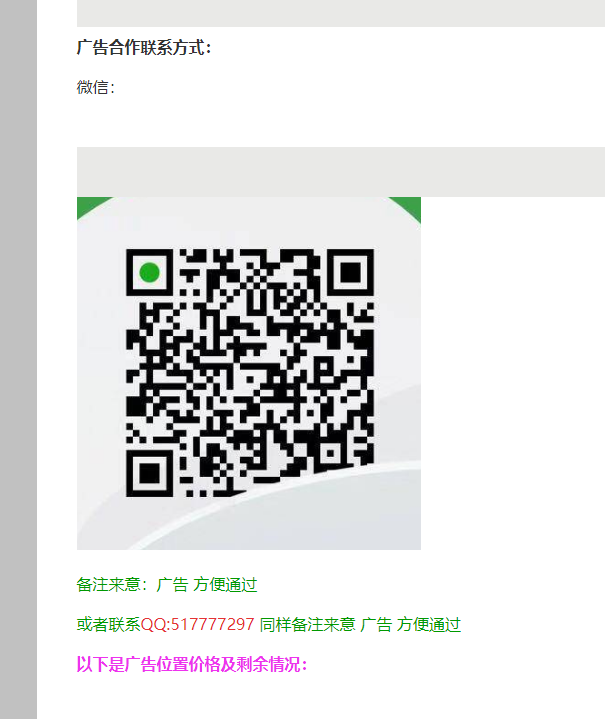 广告合作联系方式：
微信：
备注来意：广告 方便通过
或者联系QQ:517777297 同样备注来意 广告 方便通过
以下是广告位置价格及剩余情况：